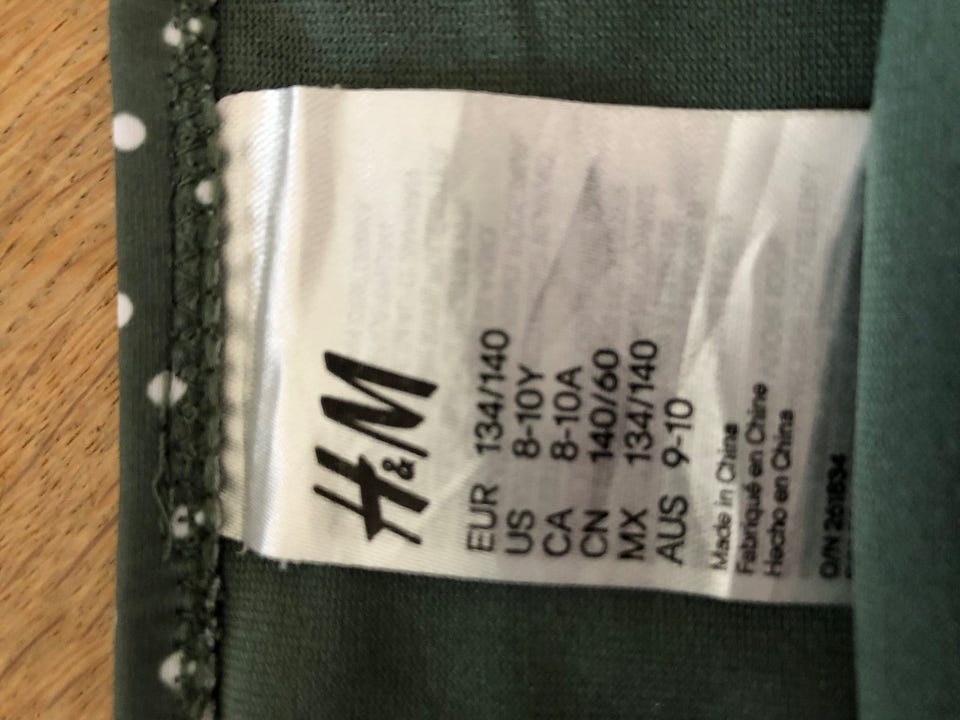 H&M
EUR 134/140
US 8-10Y
CA 8-10A
CN 140/60
MX 134/140
AUS 9-10
Made in China
Fabriqué en Chine
Hecho en China
O/N 261834